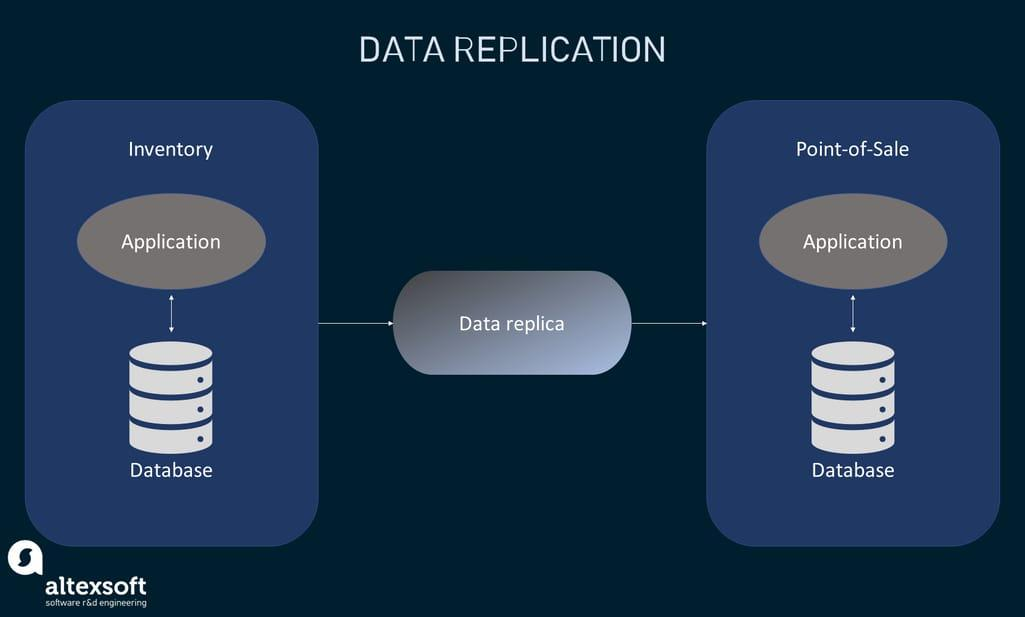 DATA REPLICATION
Inventory
Application
Database
Data replica
Point-of-Sale
Application
Database
altexsoft
software r&d engineering